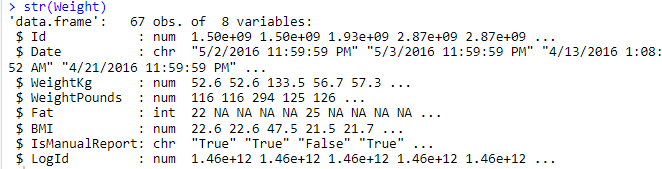 > str(Weight)
'data.frame':   67 obs. of  8 variables:
 $ Id            : num  1.50e+09 1.50e+09 1.93e+09 2.87e+09 2.87e+09 ...
 $ Date          : chr  "5/2/2016 11:59:59 PM" "5/3/2016 11:59:59 PM" "4/13/2016 1:08:
52 AM" "4/21/2016 11:59:59 PM" ...
 $ WeightKg      : num  52.6 52.6 133.5 56.7 57.3 ...
 $ WeightPounds  : num  116 116 294 125 126 ...
 $ Fat           : int  22 NA NA NA NA 25 NA NA NA NA ...
 $ BMI           : num  22.6 22.6 47.5 21.5 21.7 ...
 $ IsManualReport: chr  "True" "True" "False" "True" ...
 $ LogId         : num  1.46e+12 1.46e+12 1.46e+12 1.46e+12 1.46e+12 ...